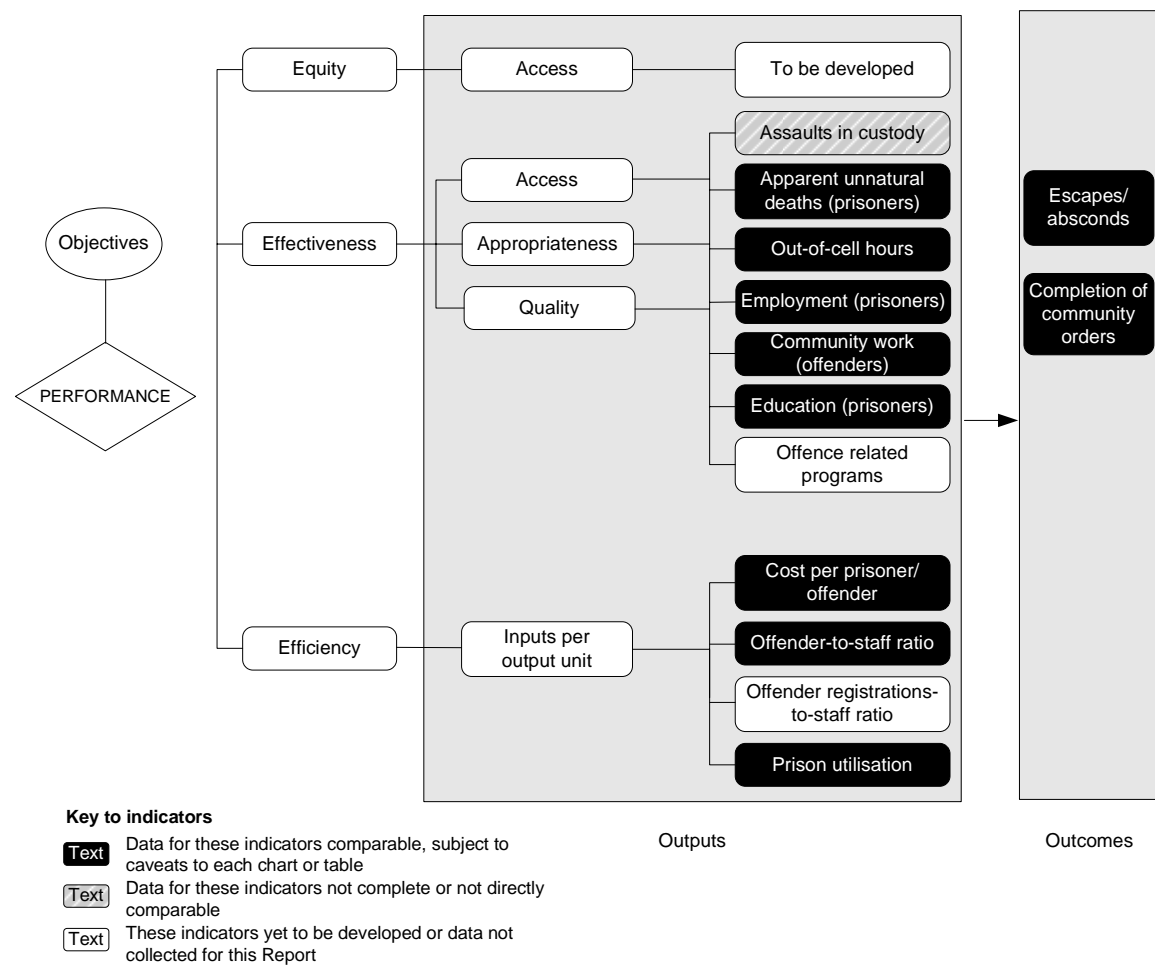 Objectives
PERFORMANCE
Equity
Access
To be developed
Effectiveness
Access
Appropriateness
Quality
Assaults in custody
Apparent unnatural
deaths (prisoners)
Out-of-cell hours
Employment (prisoners)
Community work
(offenders)
Education (prisoners)
Offence related
programs
Efficiency
Inputs per
output unit
Cost per prisoner/
offender
Offender-to-staff ratio
Offender registrations-
to-staff ratio
Prison utilisation
Escapes/
absconds
Completion of
community
orders
Outputs
Outcomes
Key to indicators
Text
Data for these indicators comparable, subject to
caveats to each chart or table
Text
Data for these indicators not complete or not directly
comparable
Text
These indicators yet to be developed or data not
collected for this Report